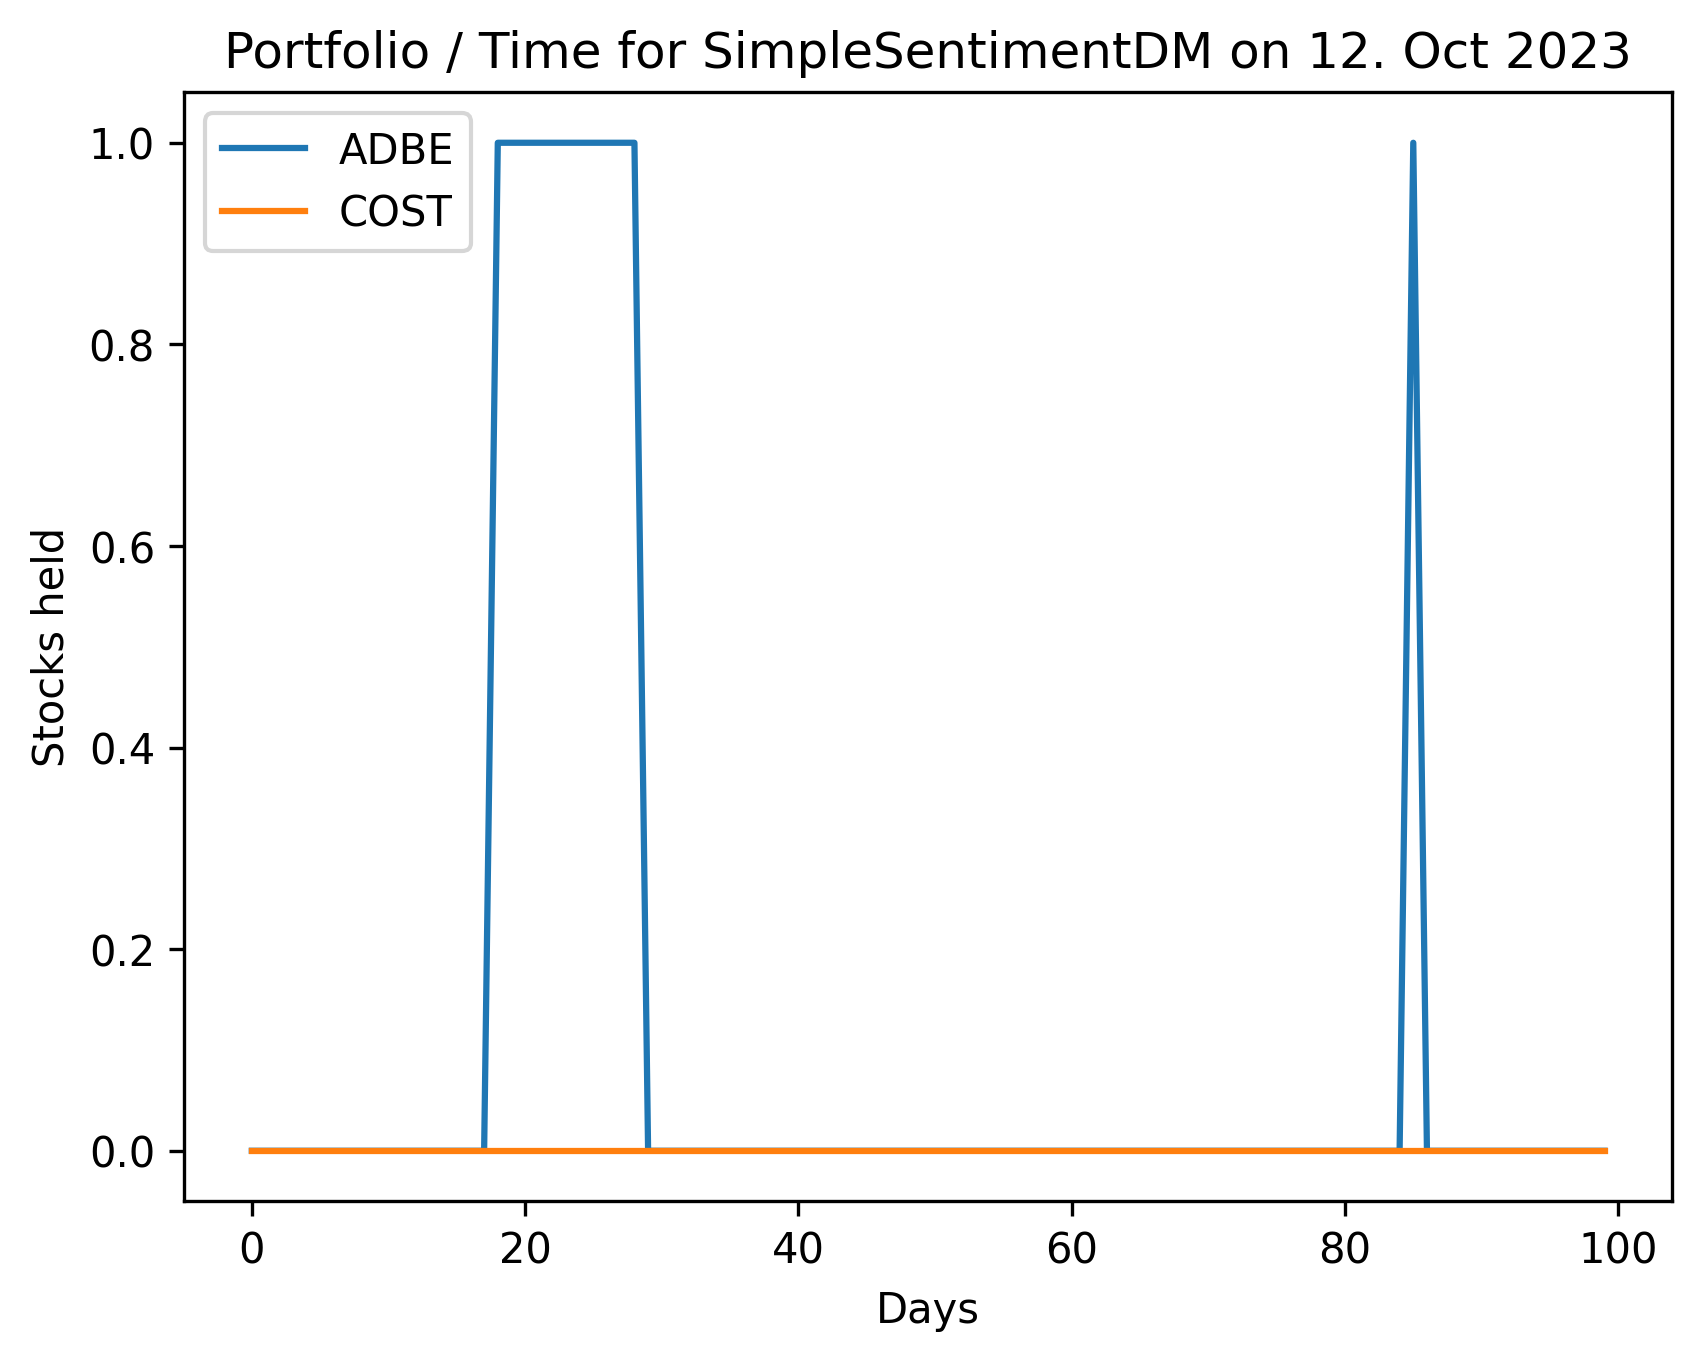 Portfolio / Time for SimpleSentimentDM on 12. Oct 2023
ADBE
COST
1.0
0.8
0.6
0.4
0.2
0.0
Stocks held
0 20 40 60 80 100
Days